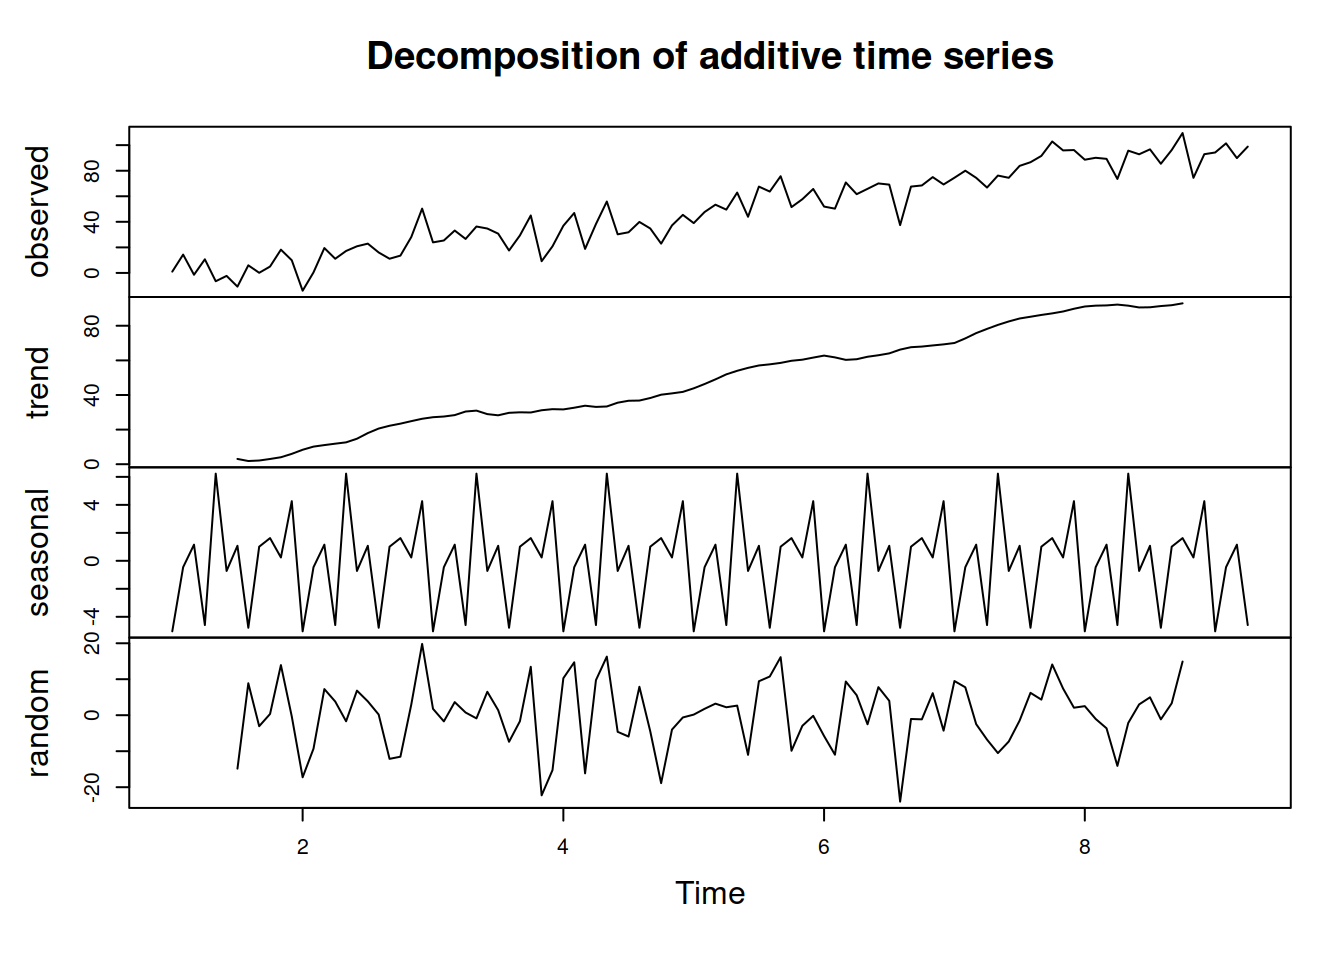 Decomposition of additive time series
observed
0 40 80
trend
0 40 80
seasonal
-4 0 4
random
-20 0 20
2 4 6 8
Time